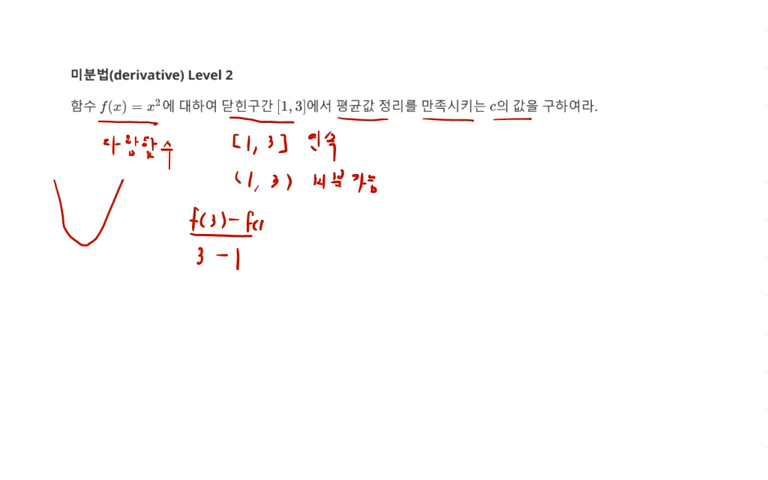 미분법(derivative) Level 2
함수 f(x) = x²에 대하여 닫힌구간 [1, 3]에서 평균값 정리를 만족시키는 c의 값을 구하여라.
다항함수 [1, 3] 연속
(1, 3) 미분가능
f(3)-f(1
3-1